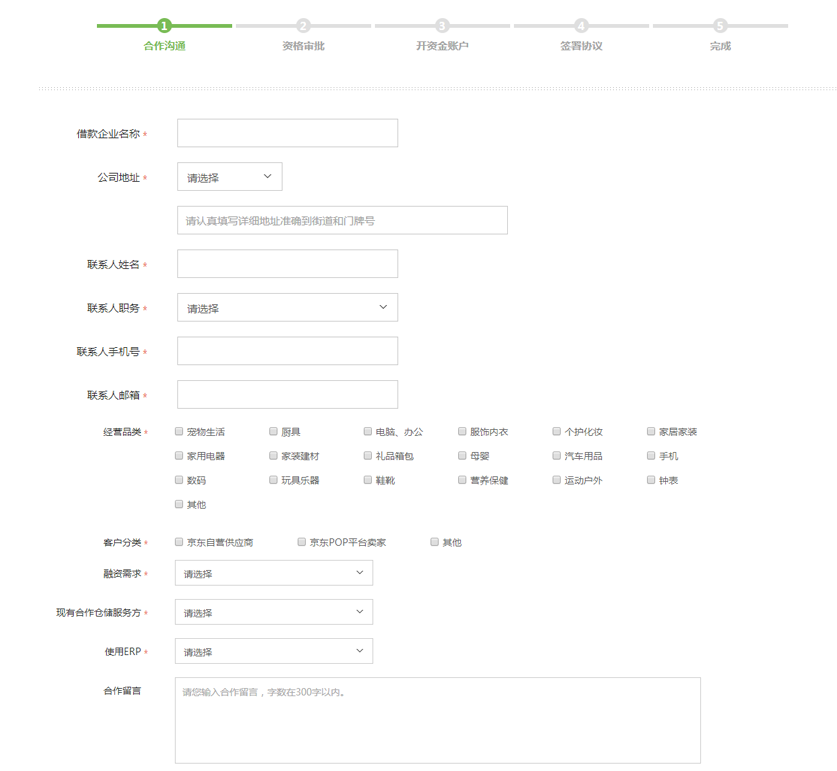 1 2 3 4 5
合作沟通 资格审批 开资金账户 签署协议 完成
借款企业名称 *
公司地址 * 请选择
请认真填写详细地址准确到街道和门牌号
联系人姓名 *
联系人职务 * 请选择
联系人手机号 *
联系人邮箱 *
经营品类 * 宠物生活 厨具 电脑、办公 服饰内衣 个护化妆 家居家装
家用电器 家装建材 礼品箱包 母婴 汽车用品 手机
数码 玩具乐器 鞋靴 营养保健 运动户外 钟表
其他
客户分类 * 京东自营供应商 京东POP平台卖家 其他
融资需求 * 请选择
现有合作仓储服务方 * 请选择
使用ERP * 请选择
合作留言 请您输入合作留言，字数在300字以内。